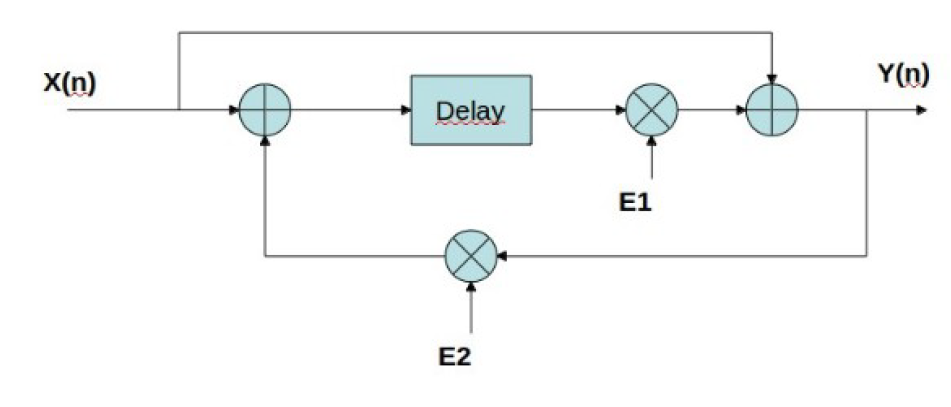 X(n)
Y(n)
Delay
E1
E2